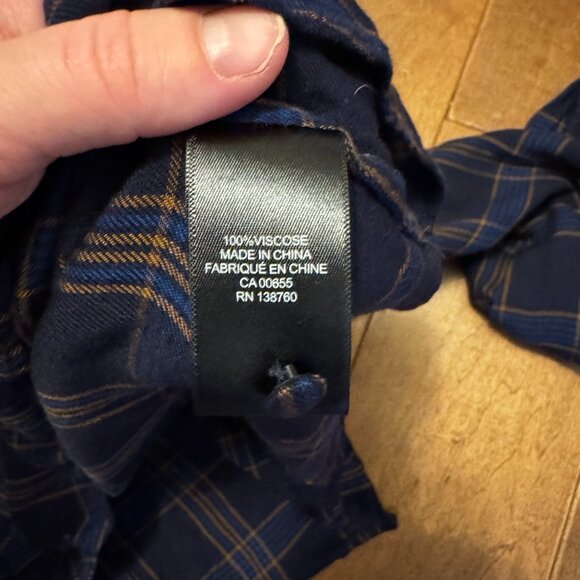 100%VISCOSE
MADE IN CHINA
FABRIQUÉ EN CHINE
CA 00655
RN 138760